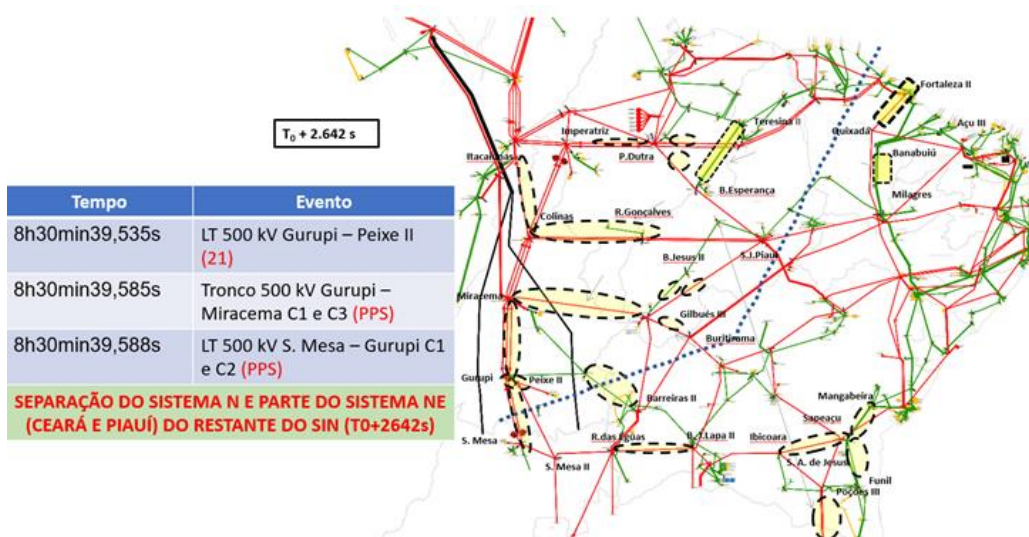 Fortaleza II
T₀ + 2.642 s
Teresina II
Açu III
Quixadá
Imperatriz
Banabuiú
Itacaiúnas
P.Dutra
Milagres
B.Esperança
Tempo
Evento
8h30min39,535s
LT 500 kV Gurupi – Peixe II
(21)
8h30min39,585s
Tronco 500 kV Gurupi –
Miracema C1 e C3 (PPS)
8h30min39,588s
LT 500 kV S. Mesa – Gurupi C1
e C2 (PPS)
SEPARAÇÃO DO SISTEMA N E PARTE DO SISTEMA NE
(CEARÁ E PIAUÍ) DO RESTANTE DO SIN (T0+2642s)
Colinas
R.Gonçalves
B.Jesus II
S.J.Piauí
Miracema
Gilbués II
Buritirama
Gurupi
Peixe II
Barreiras II
Mangabeira
Sapeaçu
S. Mesa
R.das Éguas
B. J.Lapa II
Ibicoara
S. Mesa II
S. A. de Jesus
Funil
Poções III